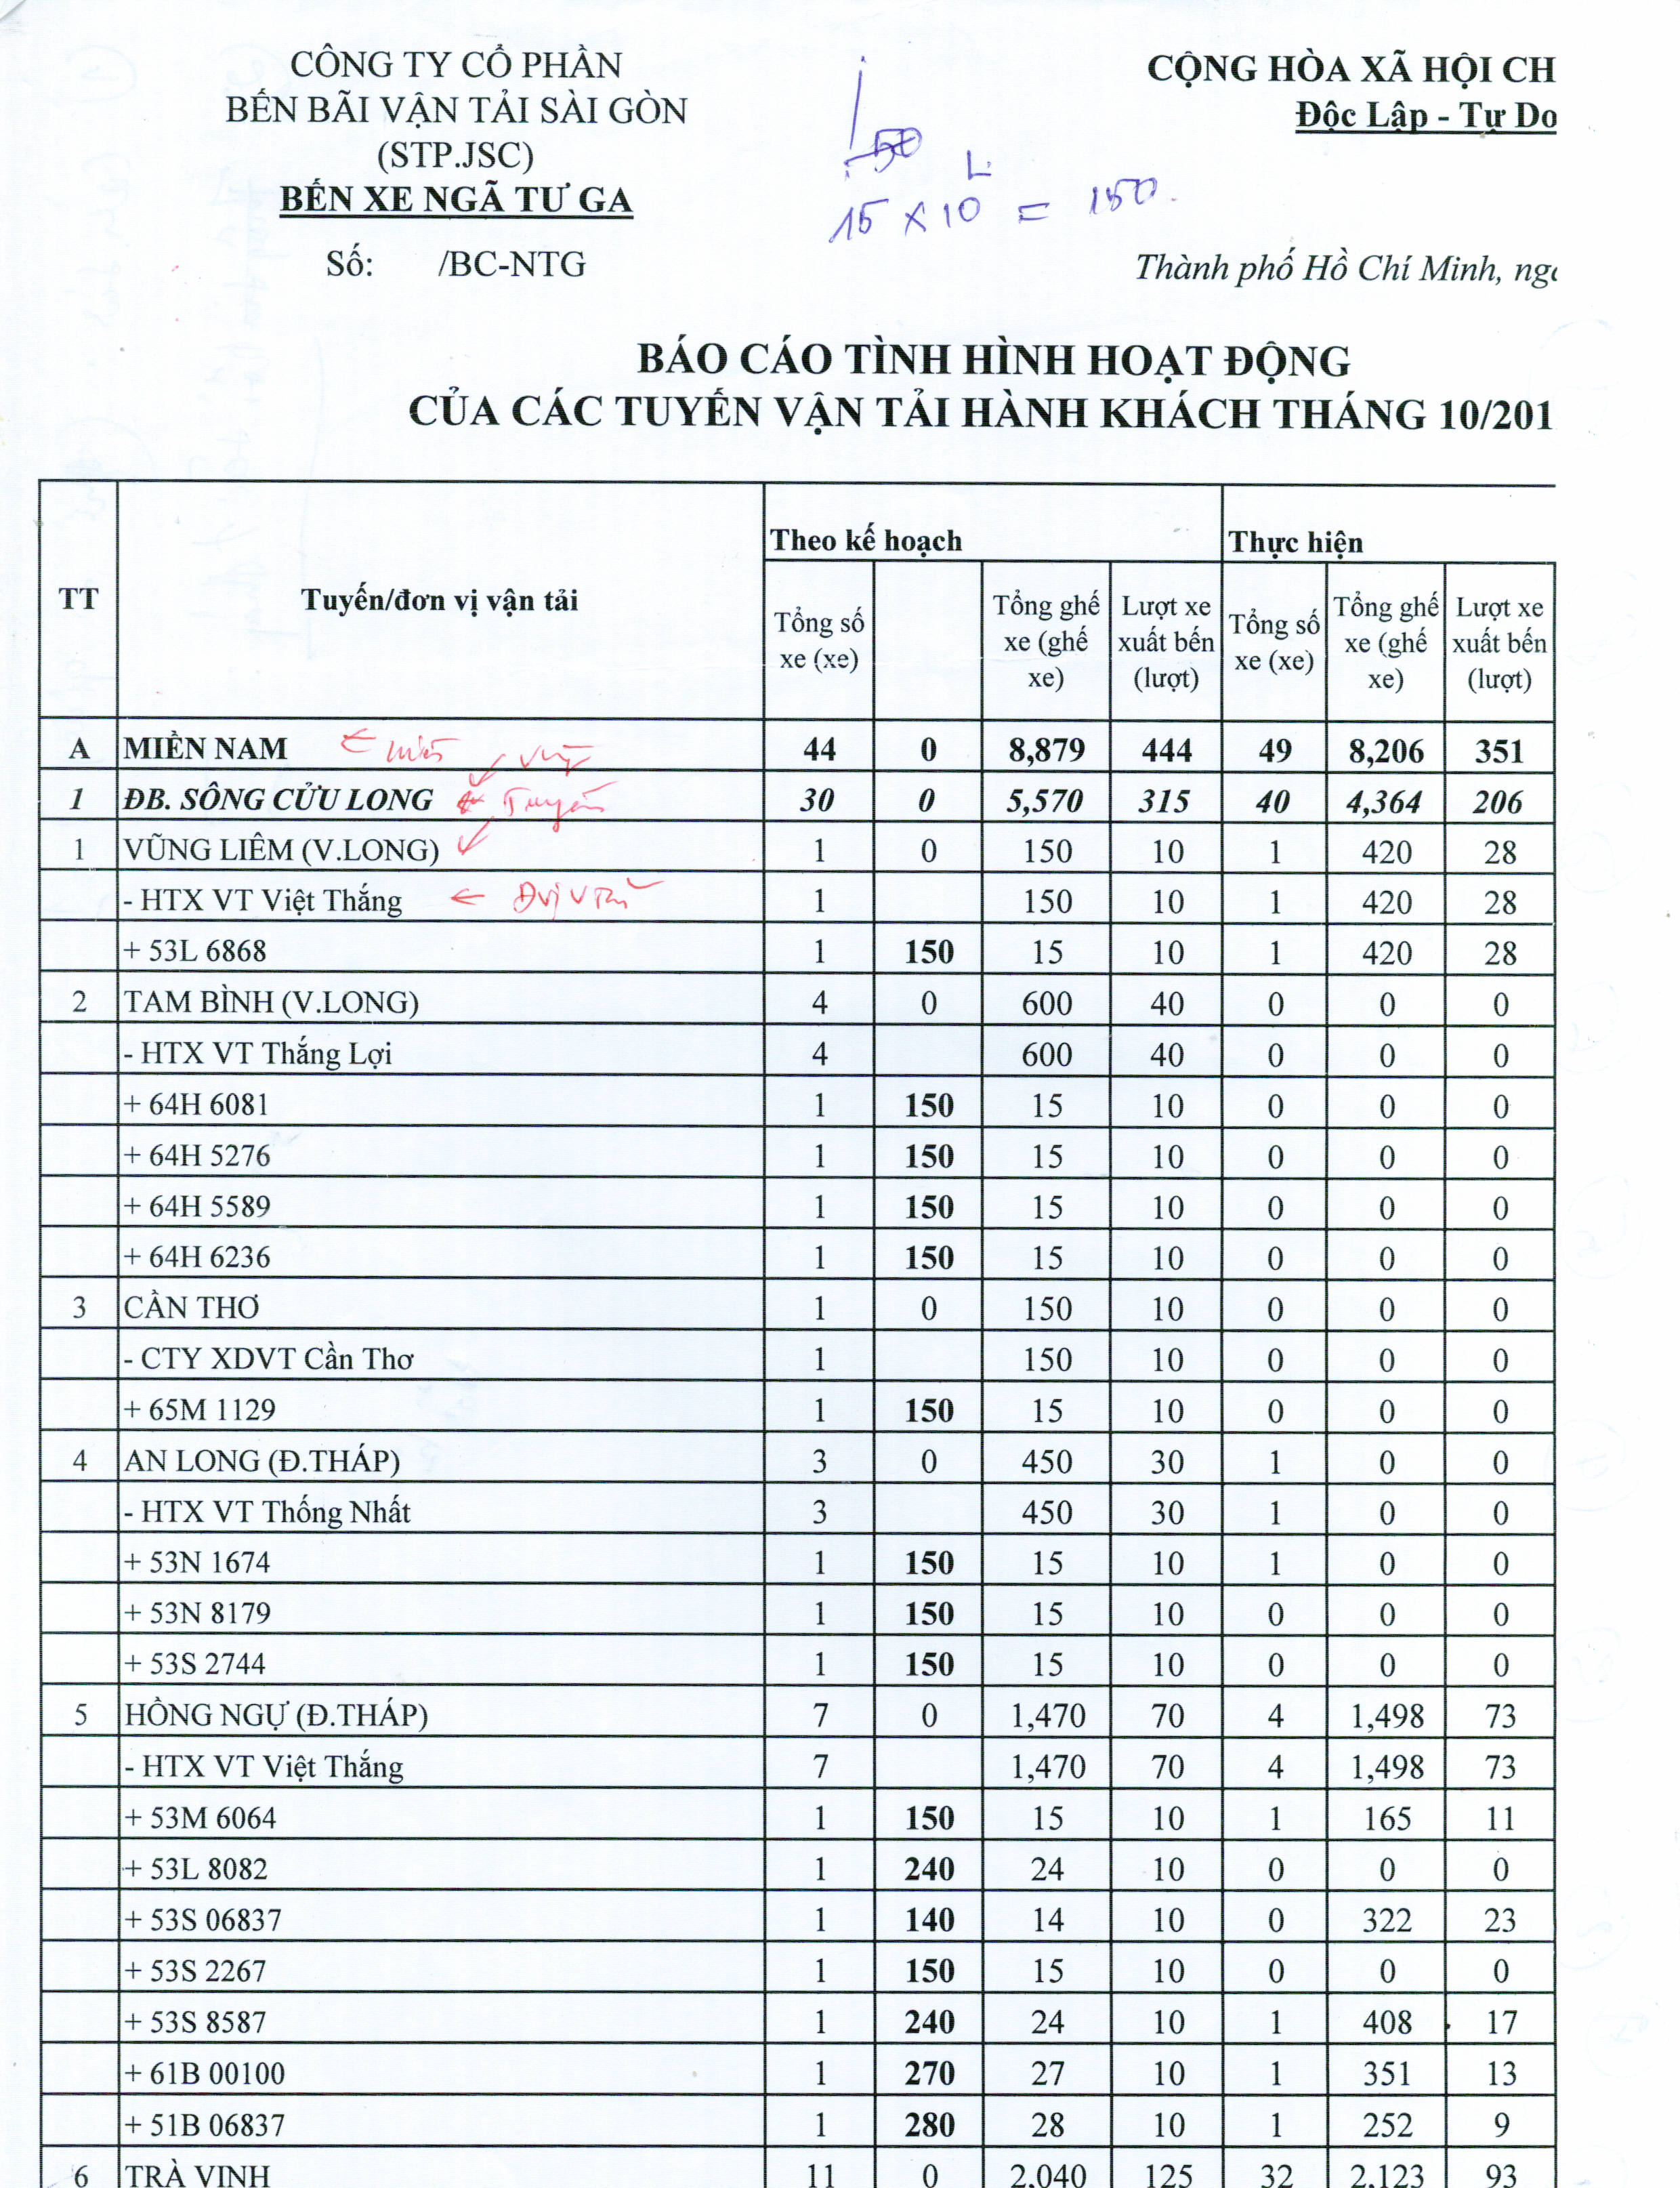 CÔNG TY CỔ PHẦN
BẾN BÃI VẬN TẢI SÀI GÒN
(STP.JSC)
BẾN XE NGÃ TƯ GA
Số: /BC-NTG
CỘNG HÒA XÃ HỘI CH
Độc Lập - Tự Do
50
L
15 x 10 = 150.
Thành phố Hồ Chí Minh, ngà
BÁO CÁO TÌNH HÌNH HOẠT ĐỘNG
CỦA CÁC TUYẾN VẬN TẢI HÀNH KHÁCH THÁNG 10/201
TT Tuyến/đơn vị vận tải Theo kế hoạch Thực hiện
Tổng số xe (xe) Tổng ghế xe (ghế xe) Lượt xe xuất bến (lượt) Tổng số xe (xe) Tổng ghế xe (ghế xe) Lượt xe xuất bến (lượt)
A MIỀN NAM ← miền 44 0 8,879 444 49 8,206 351
1 ĐB. SÔNG CỬU LONG ← Tuyến 30 0 5,570 315 40 4,364 206
1 VŨNG LIÊM (V.LONG) 1 0 150 10 1 420 28
- HTX VT Việt Thắng ← 1 150 10 1 420 28
+ 53L 6868 1 150 15 10 1 420 28
2 TAM BÌNH (V.LONG) 4 0 600 40 0 0 0
- HTX VT Thắng Lợi 4 600 40 0 0 0
+ 64H 6081 1 150 15 10 0 0 0
+ 64H 5276 1 150 15 10 0 0 0
+ 64H 5589 1 150 15 10 0 0 0
+ 64H 6236 1 150 15 10 0 0 0
3 CẦN THƠ 1 0 150 10 0 0 0
- CTY XDVT Cần Thơ 1 150 10 0 0 0
+ 65M 1129 1 150 15 10 0 0 0
4 AN LONG (Đ.THÁP) 3 0 450 30 1 0 0
- HTX VT Thống Nhất 3 450 30 1 0 0
+ 53N 1674 1 150 15 10 1 0 0
+ 53N 8179 1 150 15 10 0 0 0
+ 53S 2744 1 150 15 10 0 0 0
5 HỒNG NGỰ (Đ.THÁP) 7 0 1,470 70 4 1,498 73
- HTX VT Việt Thắng 7 1,470 70 4 1,498 73
+ 53M 6064 1 150 15 10 1 165 11
+ 53L 8082 1 240 24 10 0 0 0
+ 53S 06837 1 140 14 10 0 322 23
+ 53S 2267 1 150 15 10 0 0 0
+ 53S 8587 1 240 24 10 1 408 17
+ 61B 00100 1 270 27 10 1 351 13
+ 51B 06837 1 280 28 10 1 252 9
6 TRÀ VINH 11 0 2,040 125 32 2,123 93